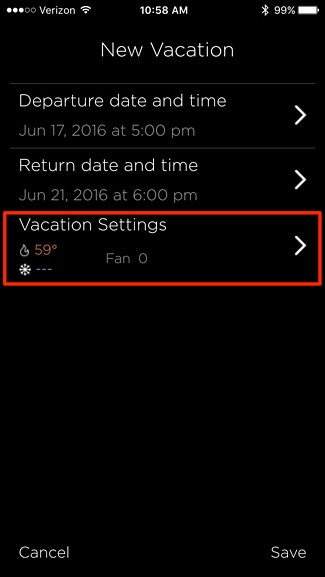 Verizon 10:58 AM 99%
New Vacation
Departure date and time
Jun 17, 2016 at 5:00 pm
Return date and time
Jun 21, 2016 at 6:00 pm
Vacation Settings
59°
Fan 0
---
Cancel Save